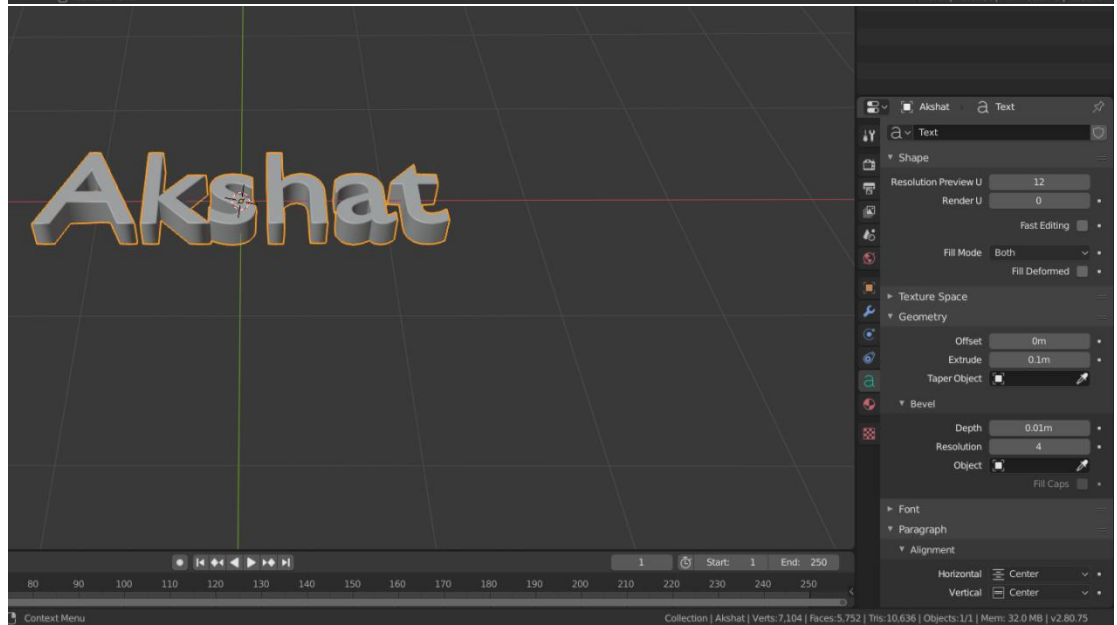 Akshat
Akshat Text
Text
Shape
Resolution Preview U 12
Render U 0
Fast Editing
Fill Mode Both
Fill Deformed
Texture Space
Geometry
Offset 0m
Extrude 0.1m
Taper Object
Bevel
Depth 0.01m
Resolution 4
Object
Fill Caps
Font
Paragraph
Alignment
Horizontal Center
Vertical Center
1 Start: 1 End: 250
80 90 100 110 120 130 140 150 160 170 180 190 200 210 220 230 240 250
Context Menu Collection | Akshat | Verts:7,104 | Faces:5,752 | Tris:10,636 | Objects:1/1 | Mem: 32.0 MB | v2.80.75